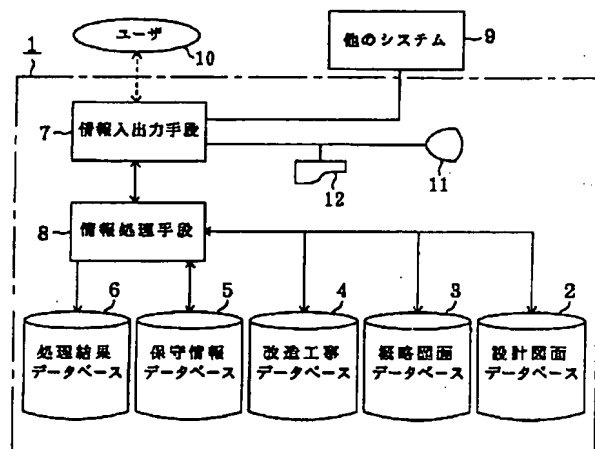 ユーザ
10
他のシステム
9
1
7
情報入出力手段
12
11
8
情報処理手段
6
5
4
3
2
処理結果
データベース
保守情報
データベース
改造工事
データベース
概略図面
データベース
設計図面
データベース